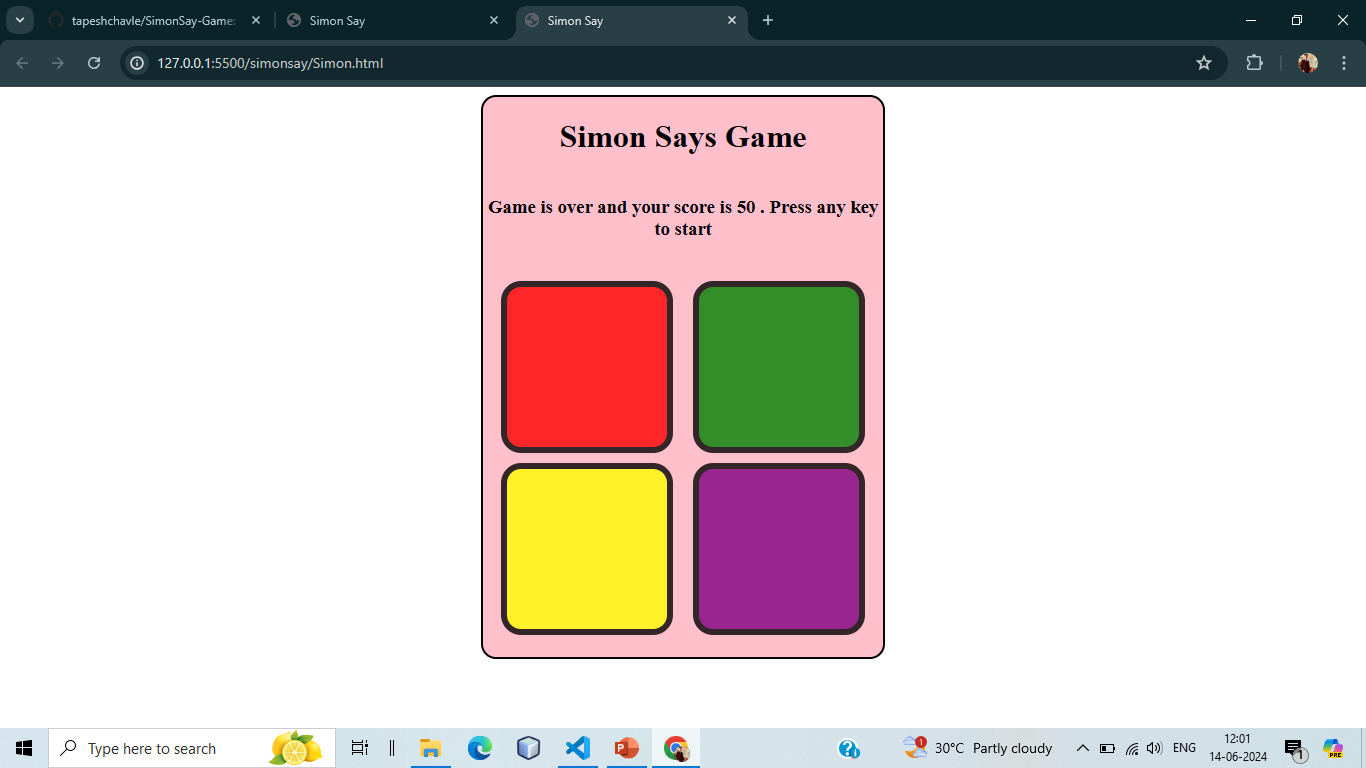 tapeshchavle/SimonSay-Game:
Simon Say
Simon Say
127.0.0.1:5500/simonsay/Simon.html
Simon Says Game
Game is over and your score is 50 . Press any key
to start
Type here to search
1
30°C Partly cloudy
ENG
12:01
14-06-2024
1
PRE